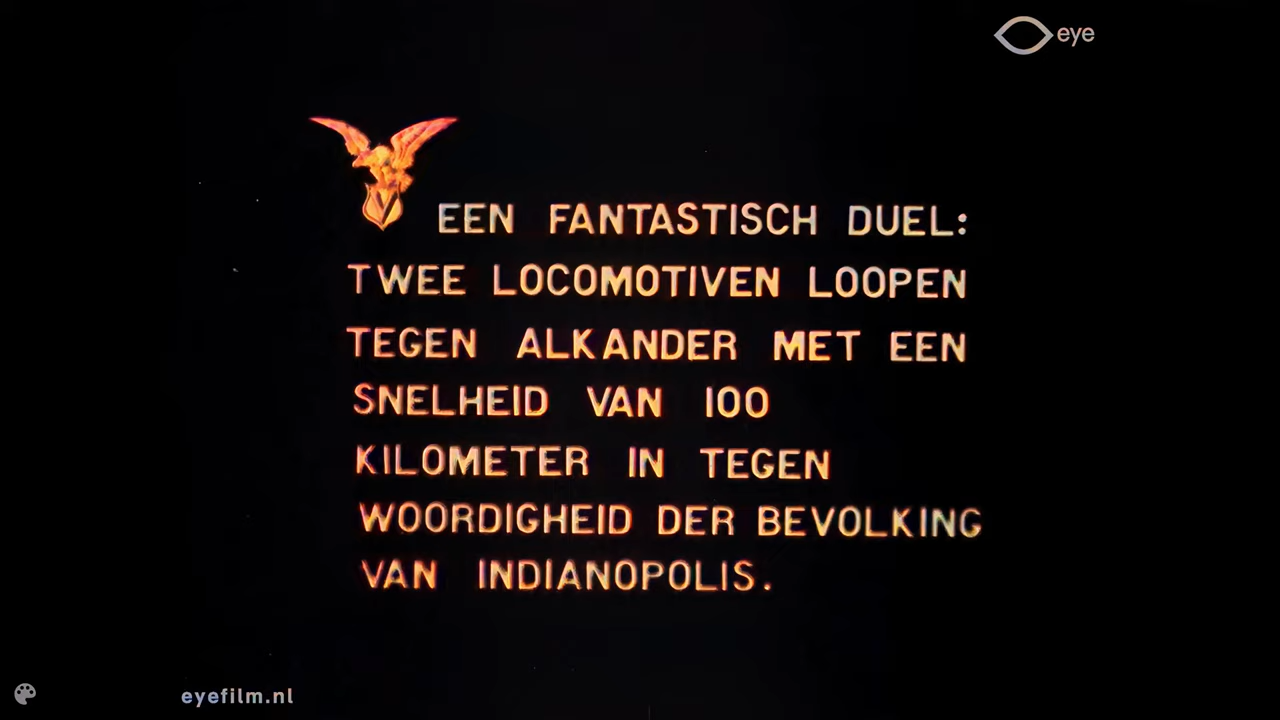 eye
V
EEN FANTASTISCH DUEL:
TWEE LOCOMOTIVEN LOOPEN
TEGEN ALKANDER MET EEN
SNELHEID VAN 100
KILOMETER IN TEGEN
WOORDIGHEID DER BEVOLKING
VAN INDIANOPOLIS.
eyefilm.nl